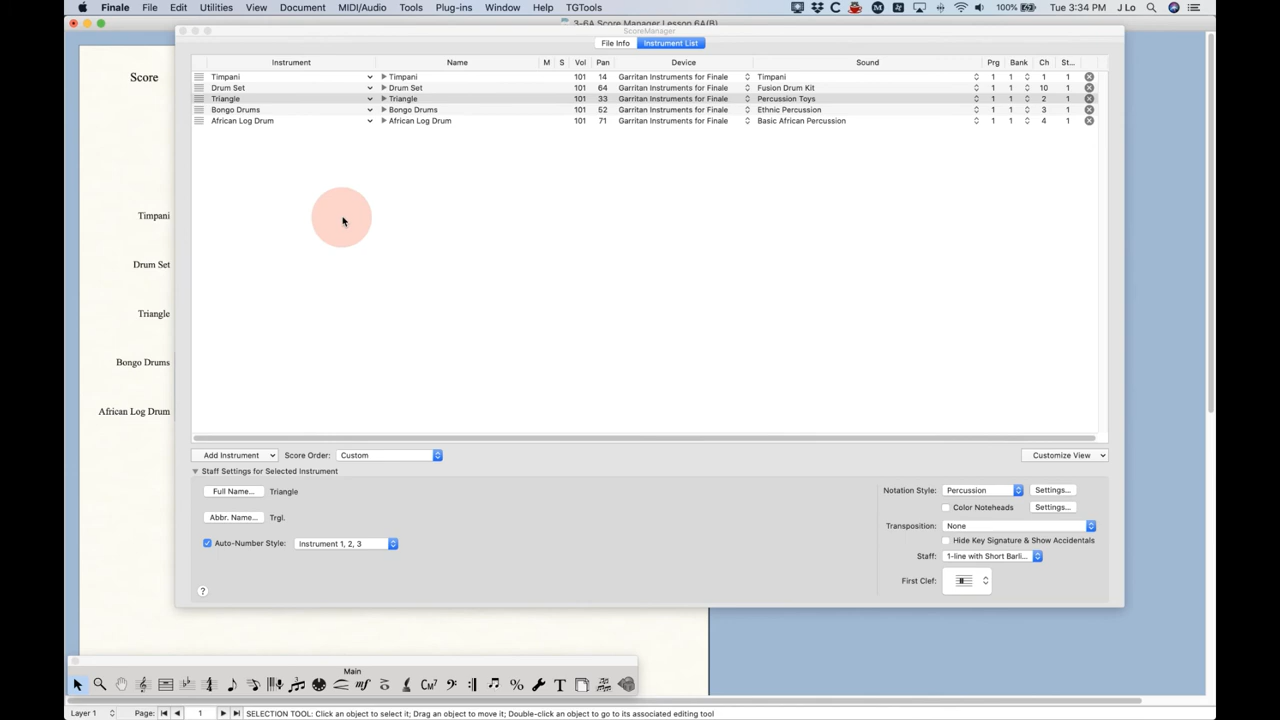 Finale File Edit Utilities View Document MIDI/Audio Tools Plug-ins Window Help TGTools 100% Tue 3:34 PM J Lo
3-6A Score Manager Lesson 6A(B)
ScoreManager
File Info Instrument List
Instrument Name M S Vol Pan Device Sound Prg Bank Ch St...
Timpani Timpani 101 14 Garritan Instruments for Finale Timpani 1 1 1 1
Drum Set Drum Set 101 64 Garritan Instruments for Finale Fusion Drum Kit 1 1 10 1
Triangle Triangle 101 33 Garritan Instruments for Finale Percussion Toys 1 1 2 1
Bongo Drums Bongo Drums 101 52 Garritan Instruments for Finale Ethnic Percussion 1 1 3 1
African Log Drum African Log Drum 101 71 Garritan Instruments for Finale Basic African Percussion 1 1 4 1
Score
Timpani
Drum Set
Triangle
Bongo Drums
African Log Drum
Add Instrument Score Order: Custom Customize View
Staff Settings for Selected Instrument
Full Name... Triangle Notation Style: Percussion Settings...
Color Noteheads Settings...
Abbr. Name... Trgl. Transposition: None
Auto-Number Style: Instrument 1, 2, 3 Hide Key Signature & Show Accidentals
Staff: 1-line with Short Barli...
First Clef:
?
Main
CM7
Layer 1 Page: 1 SELECTION TOOL: Click an object to select it; Drag an object to move it; Double-click an object to go to its associated editing tool